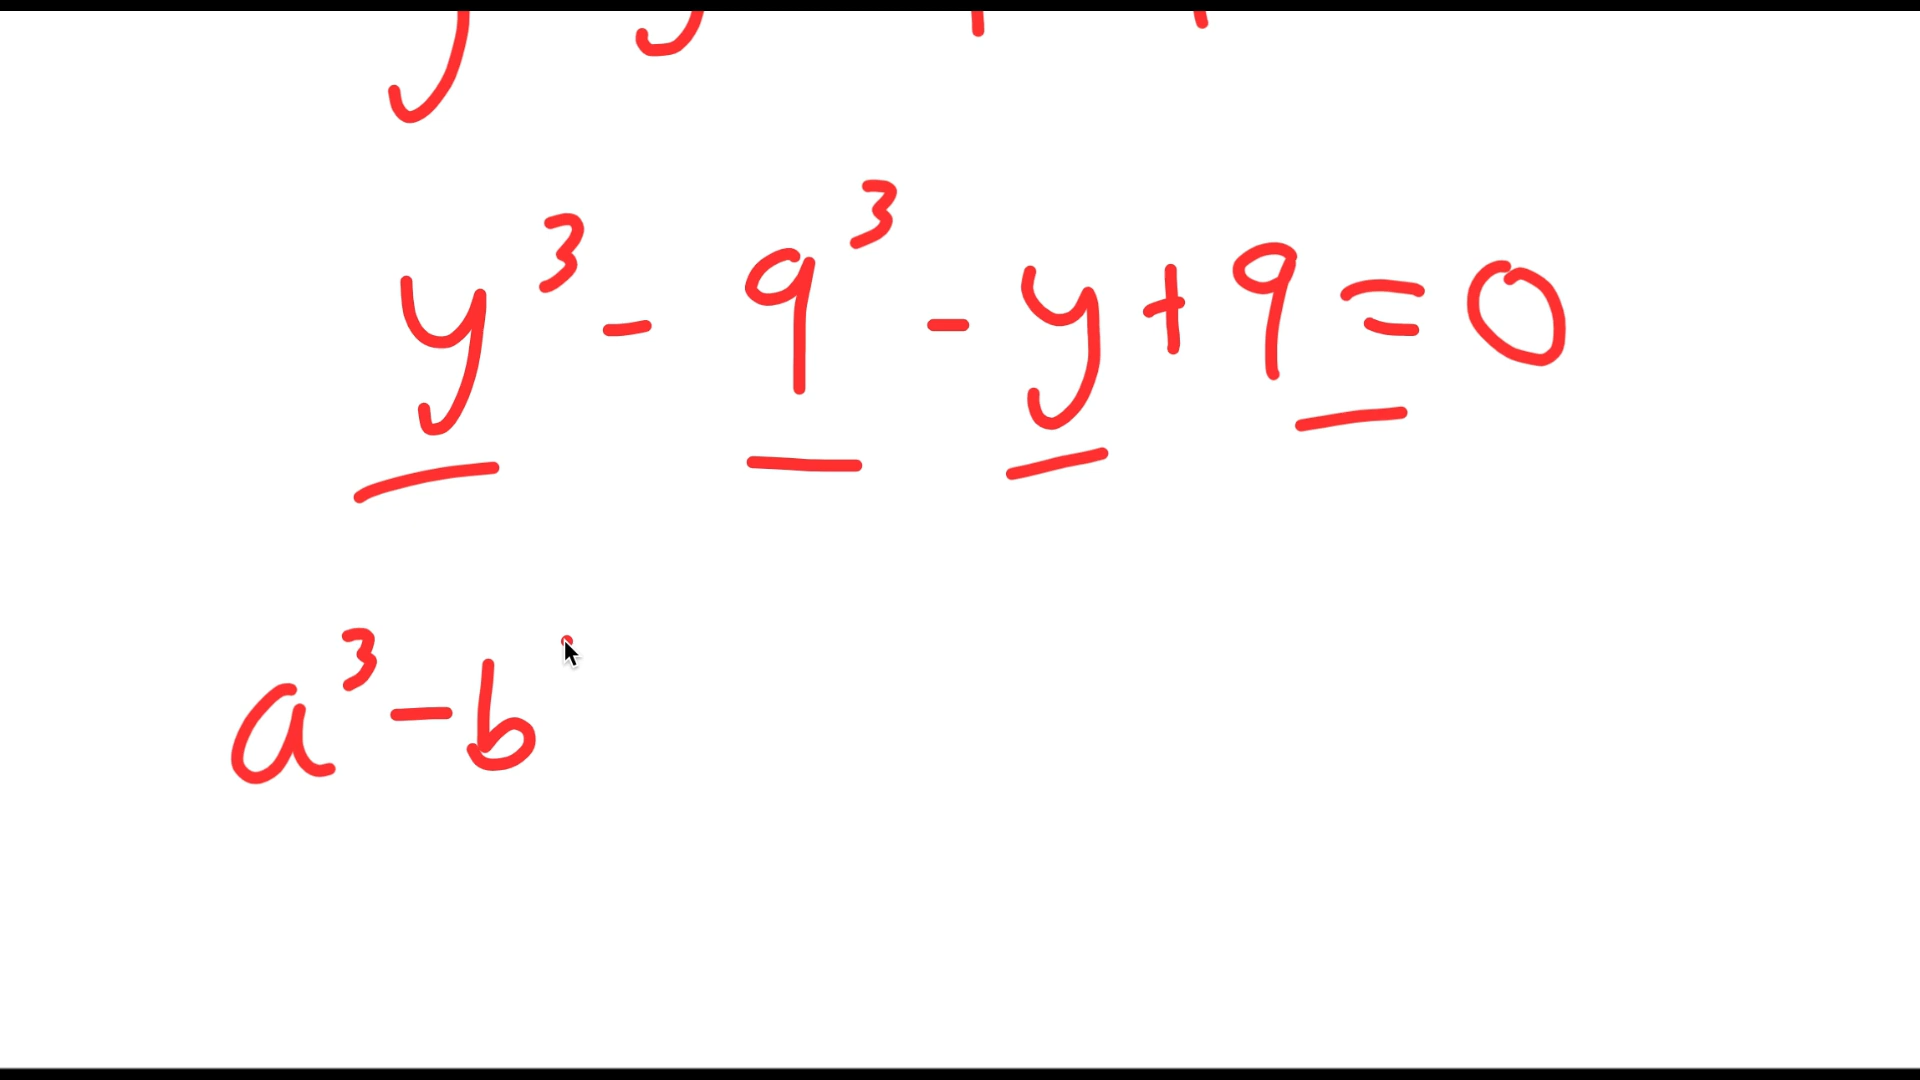 y³ - 9³ - y + 9 = 0
a³ - b